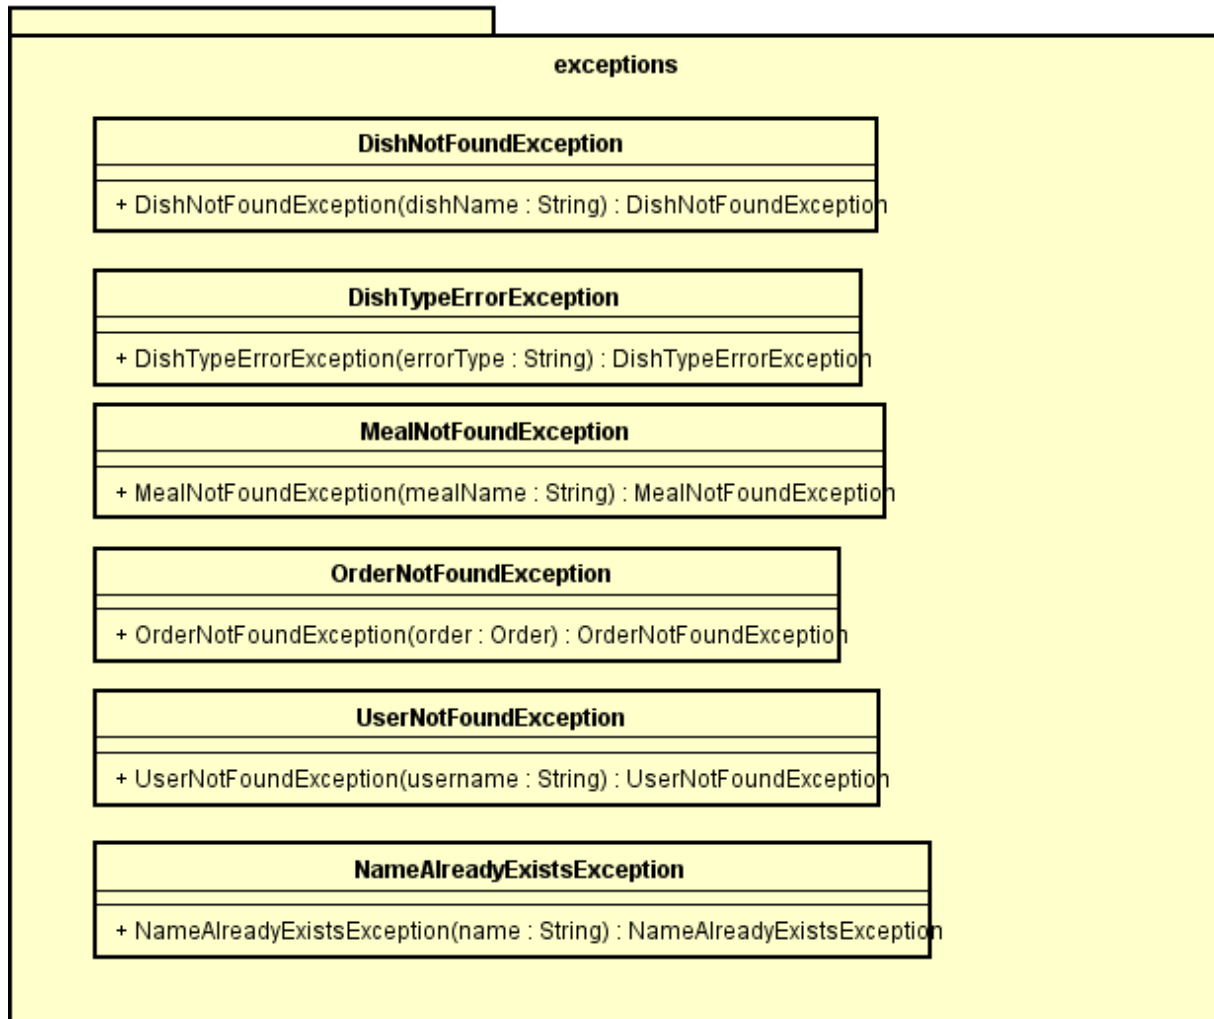 exceptions
DishNotFoundException
+ DishNotFoundException(dishName : String) : DishNotFoundException
DishTypeErrorException
+ DishTypeErrorException(errorType : String) : DishTypeErrorException
MealNotFoundException
+ MealNotFoundException(mealName : String) : MealNotFoundException
OrderNotFoundException
+ OrderNotFoundException(order : Order) : OrderNotFoundException
UserNotFoundException
+ UserNotFoundException(username : String) : UserNotFoundException
NameAlreadyExistsException
+ NameAlreadyExistsException(name : String) : NameAlreadyExistsException